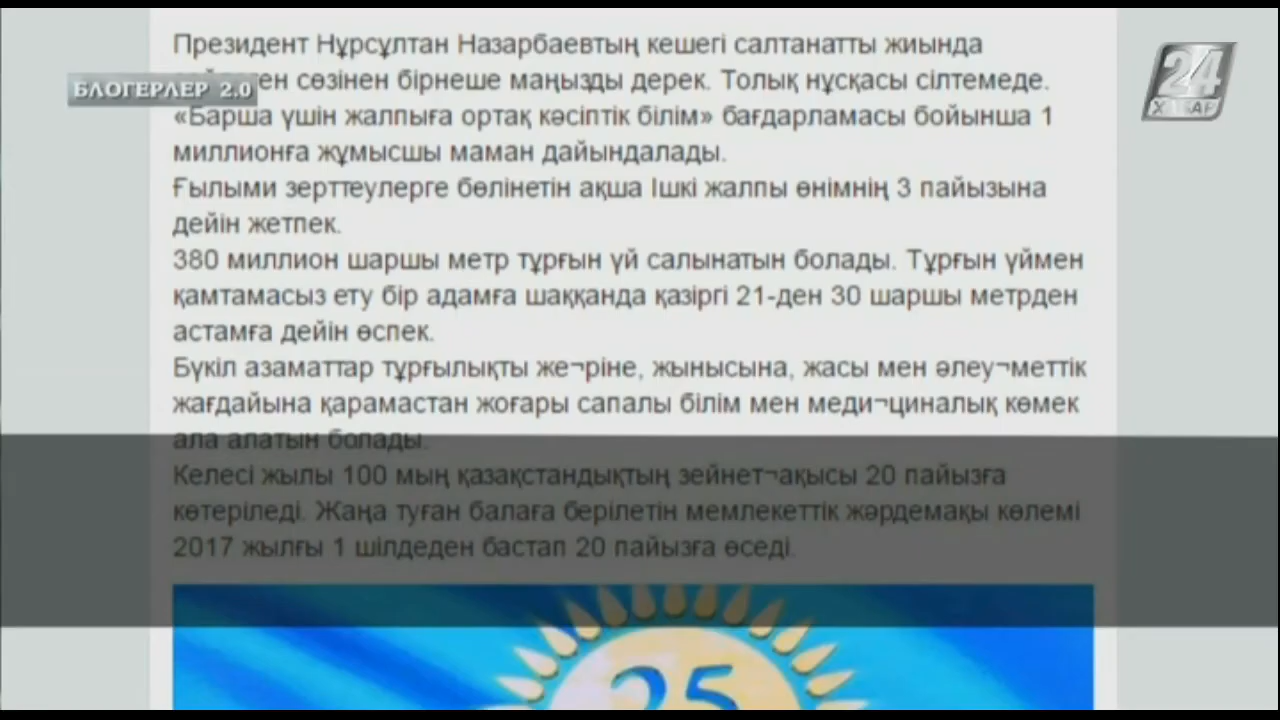 Президент Нұрсұлтан Назарбаевтың кешегі салтанатты жиында
сөзінен бірнеше маңызды дерек. Толық нұсқасы сілтемеде.
БЛОГЕРЛЕР 2.0
24
ХАБАР
«Барша үшін жалпыға ортақ кәсіптік білім» бағдарламасы бойынша 1
миллионға жұмысшы маман дайындалады.
Ғылыми зерттеулерге бөлінетін ақша Ішкі жалпы өнімнің 3 пайызына
дейін жетпек.
380 миллион шаршы метр тұрғын үй салынатын болады. Тұрғын үймен
қамтамасыз ету бір адамға шаққанда қазіргі 21-ден 30 шаршы метрден
астамға дейін өспек.
Бүкіл азаматтар тұрғылықты же¬ріне, жынысына, жасы мен әлеу¬меттік
жағдайына қарамастан жоғары сапалы білім мен меди¬циналық көмек
ала алатын болады.
Келесі жылы 100 мың қазақстандықтың зейнет¬ақысы 20 пайызға
көтеріледі. Жаңа туған балаға берілетін мемлекеттік жәрдемақы көлемі
2017 жылғы 1 шілдеден бастап 20 пайызға өседі.
25